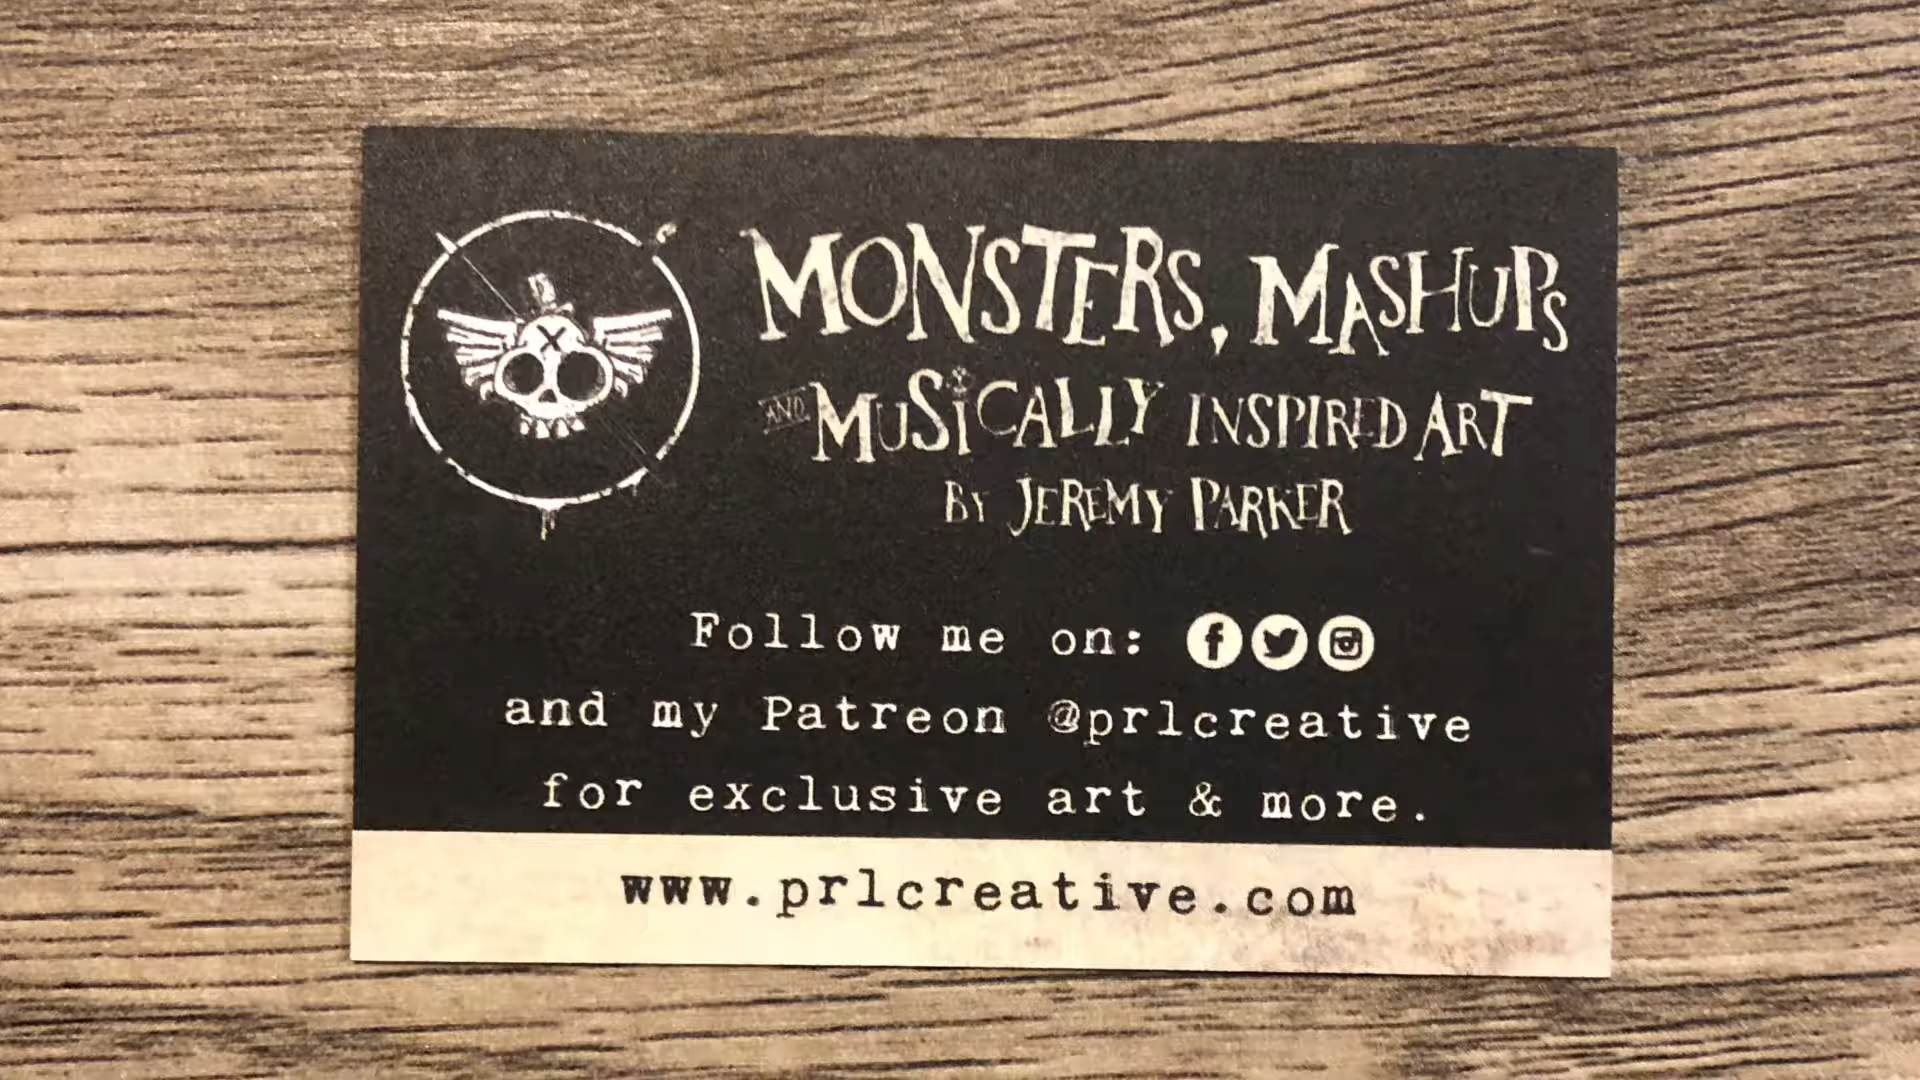 MONSTERS, MASHUPS
AND MUSICALLY INSPIRED ART
BY JEREMY PARKER
Follow me on:
and my Patreon @prlcreative
for exclusive art & more.
www.prlcreative.com